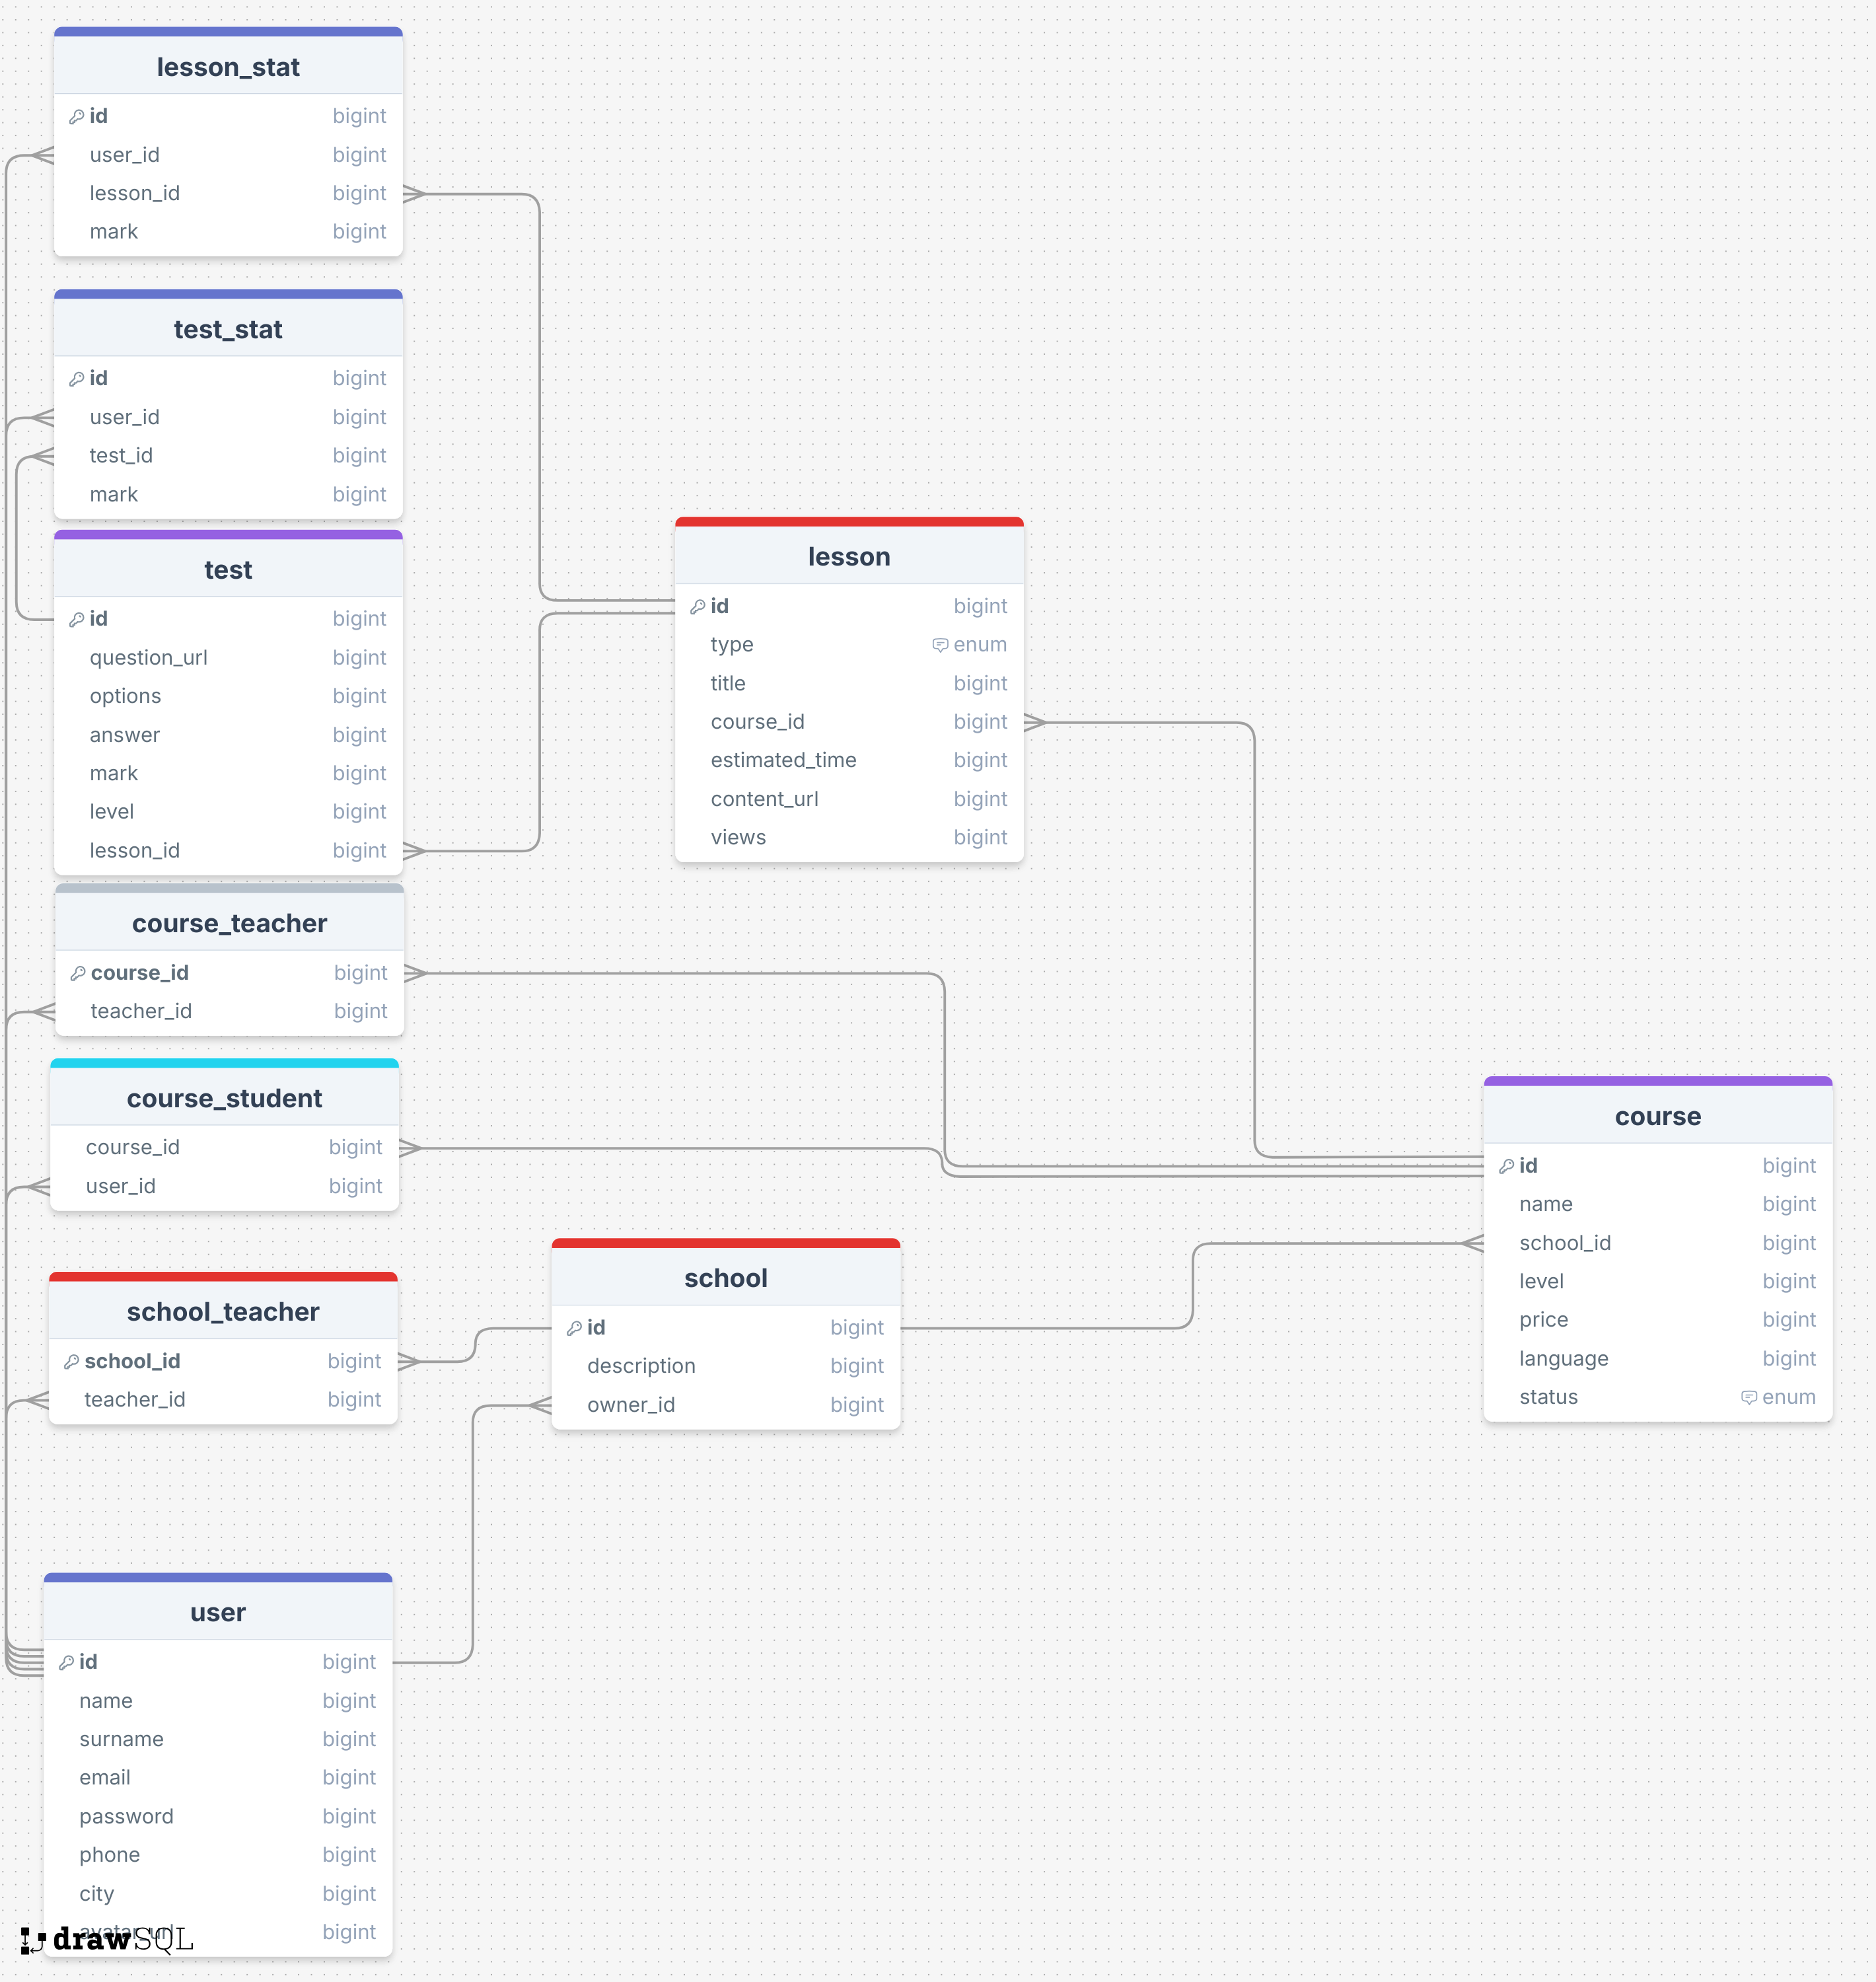 lesson_stat
id bigint
user_id bigint
lesson_id bigint
mark bigint
test_stat
id bigint
user_id bigint
test_id bigint
mark bigint
test
id bigint
question_url bigint
options bigint
answer bigint
mark bigint
level bigint
lesson_id bigint
lesson
id bigint
type enum
title bigint
course_id bigint
estimated_time bigint
content_url bigint
views bigint
course_teacher
course_id bigint
teacher_id bigint
course_student
course_id bigint
user_id bigint
course
id bigint
name bigint
school_id bigint
level bigint
price bigint
language bigint
status enum
school_teacher
school_id bigint
teacher_id bigint
school
id bigint
description bigint
owner_id bigint
user
id bigint
name bigint
surname bigint
email bigint
password bigint
phone bigint
city bigint
avatar_url bigint
drawSQL